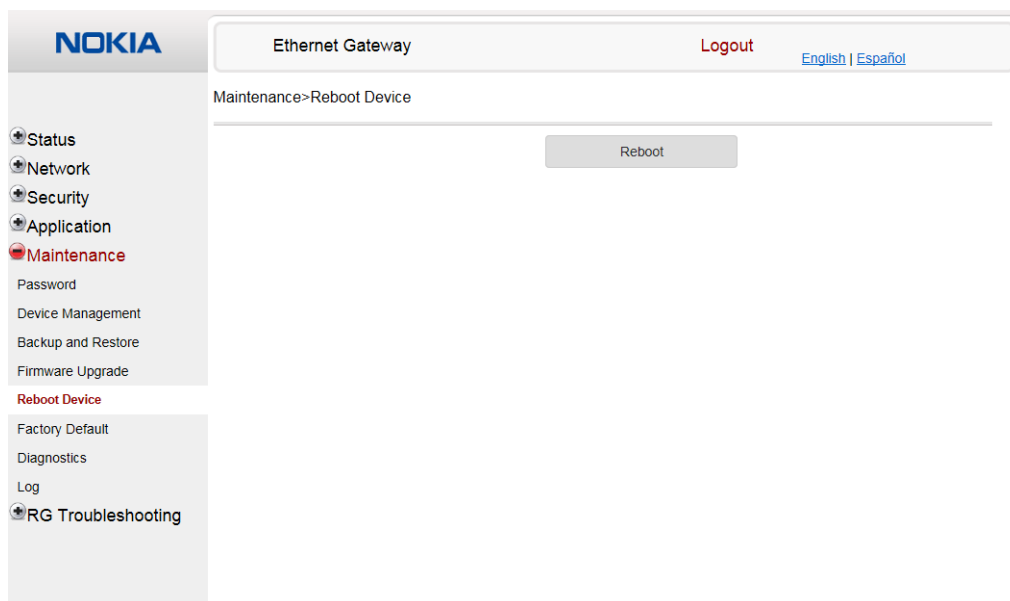 NOKIA
Ethernet Gateway
Logout
English | Español
Maintenance>Reboot Device
Status
Network
Security
Application
Maintenance
Password
Device Management
Backup and Restore
Firmware Upgrade
Reboot Device
Factory Default
Diagnostics
Log
RG Troubleshooting
Reboot